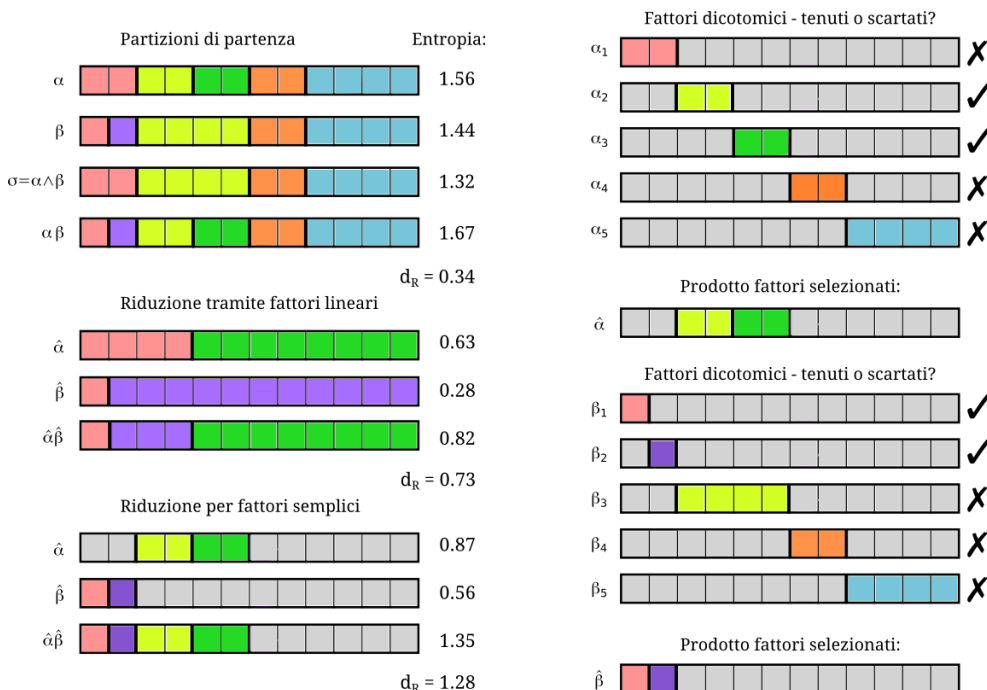 Partizioni di partenza Entropia:
α 1.56
β 1.44
σ=α∧β 1.32
αβ 1.67
dR = 0.34
Riduzione tramite fattori lineari
α̂ 0.63
β̂ 0.28
α̂β̂ 0.82
dR = 0.73
Riduzione per fattori semplici
α̂ 0.87
β̂ 0.56
α̂β̂ 1.35
dR = 1.28
Fattori dicotomici - tenuti o scartati?
α1 ✗
α2 ✓
α3 ✓
α4 ✗
α5 ✗
Prodotto fattori selezionati:
α̂
Fattori dicotomici - tenuti o scartati?
β1 ✓
β2 ✓
β3 ✗
β4 ✗
β5 ✗
Prodotto fattori selezionati:
β̂